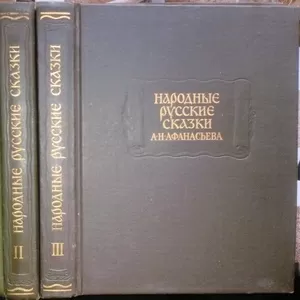 НАРОДНЫЕ РУССКИЕ СКАЗКИ
II
НАРОДНЫЕ РУССКИЕ СКАЗКИ
III
НАРОДНЫЕ
РУССКИЕ
СКАЗКИ
А·Н·АФАНАСЬЕВА